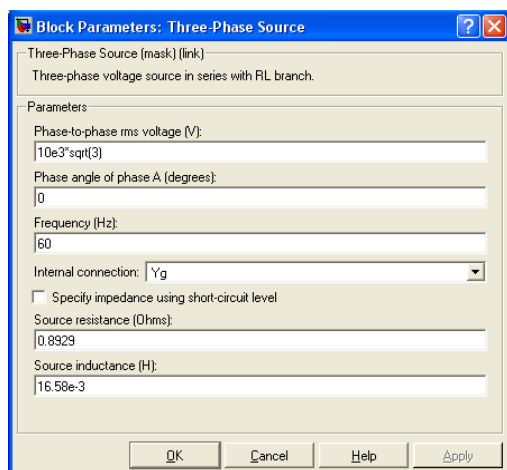 Block Parameters: Three-Phase Source
Three-Phase Source (mask) (link)
Three-phase voltage source in series with RL branch.
Parameters
Phase-to-phase rms voltage (V):
10e3*sqrt(3)
Phase angle of phase A (degrees):
0
Frequency (Hz):
60
Internal connection: Yg
Specify impedance using short-circuit level
Source resistance (Ohms):
0.8929
Source inductance (H):
16.58e-3
OK Cancel Help Apply